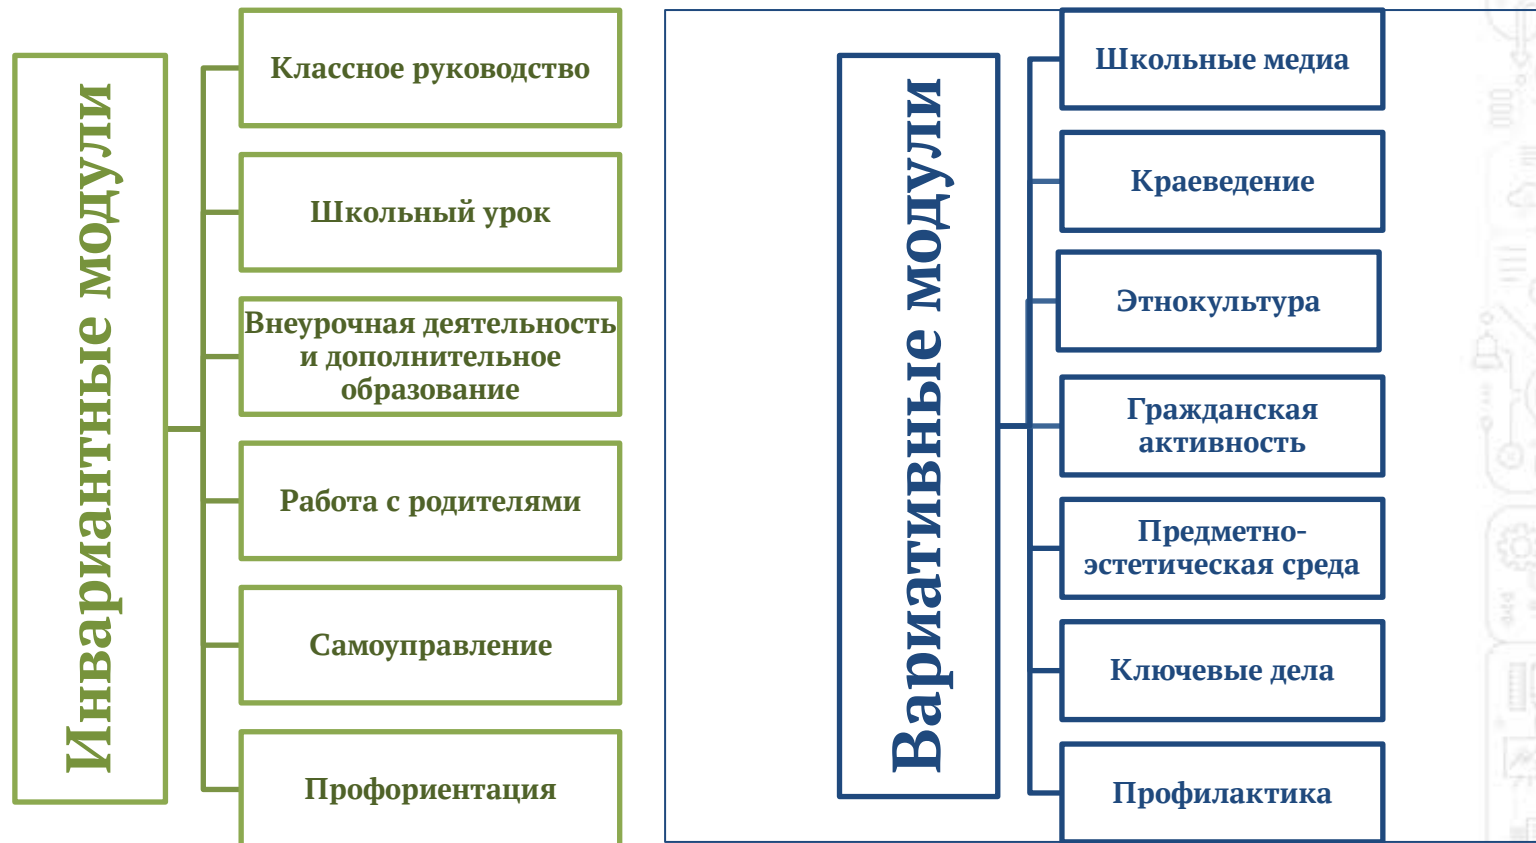 Инвариантные модули
Классное руководство
Школьный урок
Внеурочная деятельность
и дополнительное
образование
Работа с родителями
Самоуправление
Профориентация
Вариативные модули
Школьные медиа
Краеведение
Этнокультура
Гражданская
активность
Предметно-
эстетическая среда
Ключевые дела
Профилактика